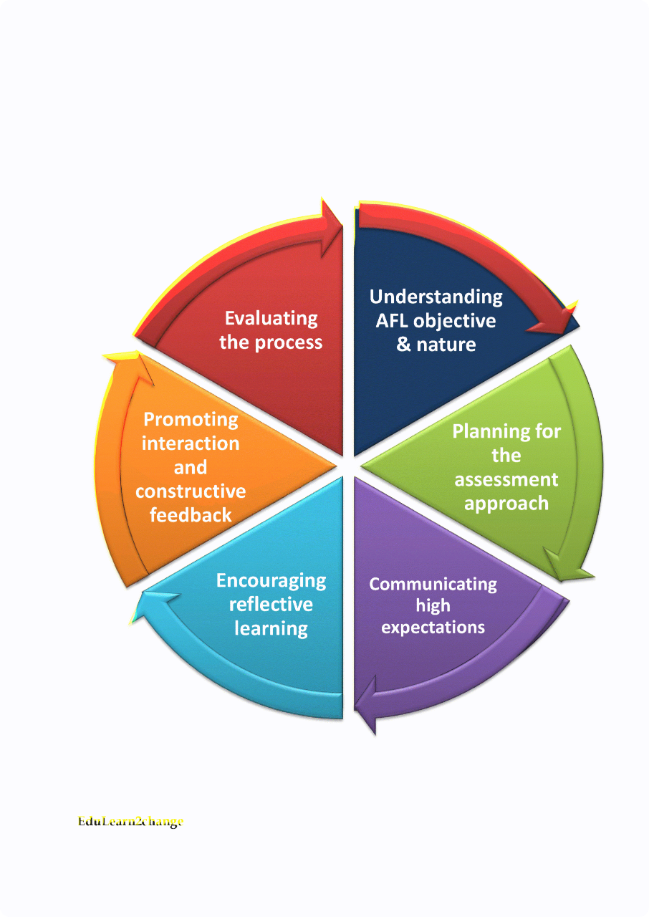 Understanding
AFL objective
& nature
Planning for
the
assessment
approach
Communicating
high
expectations
Encouraging
reflective
learning
Promoting
interaction
and
constructive
feedback
Evaluating
the process
EduLearn2change